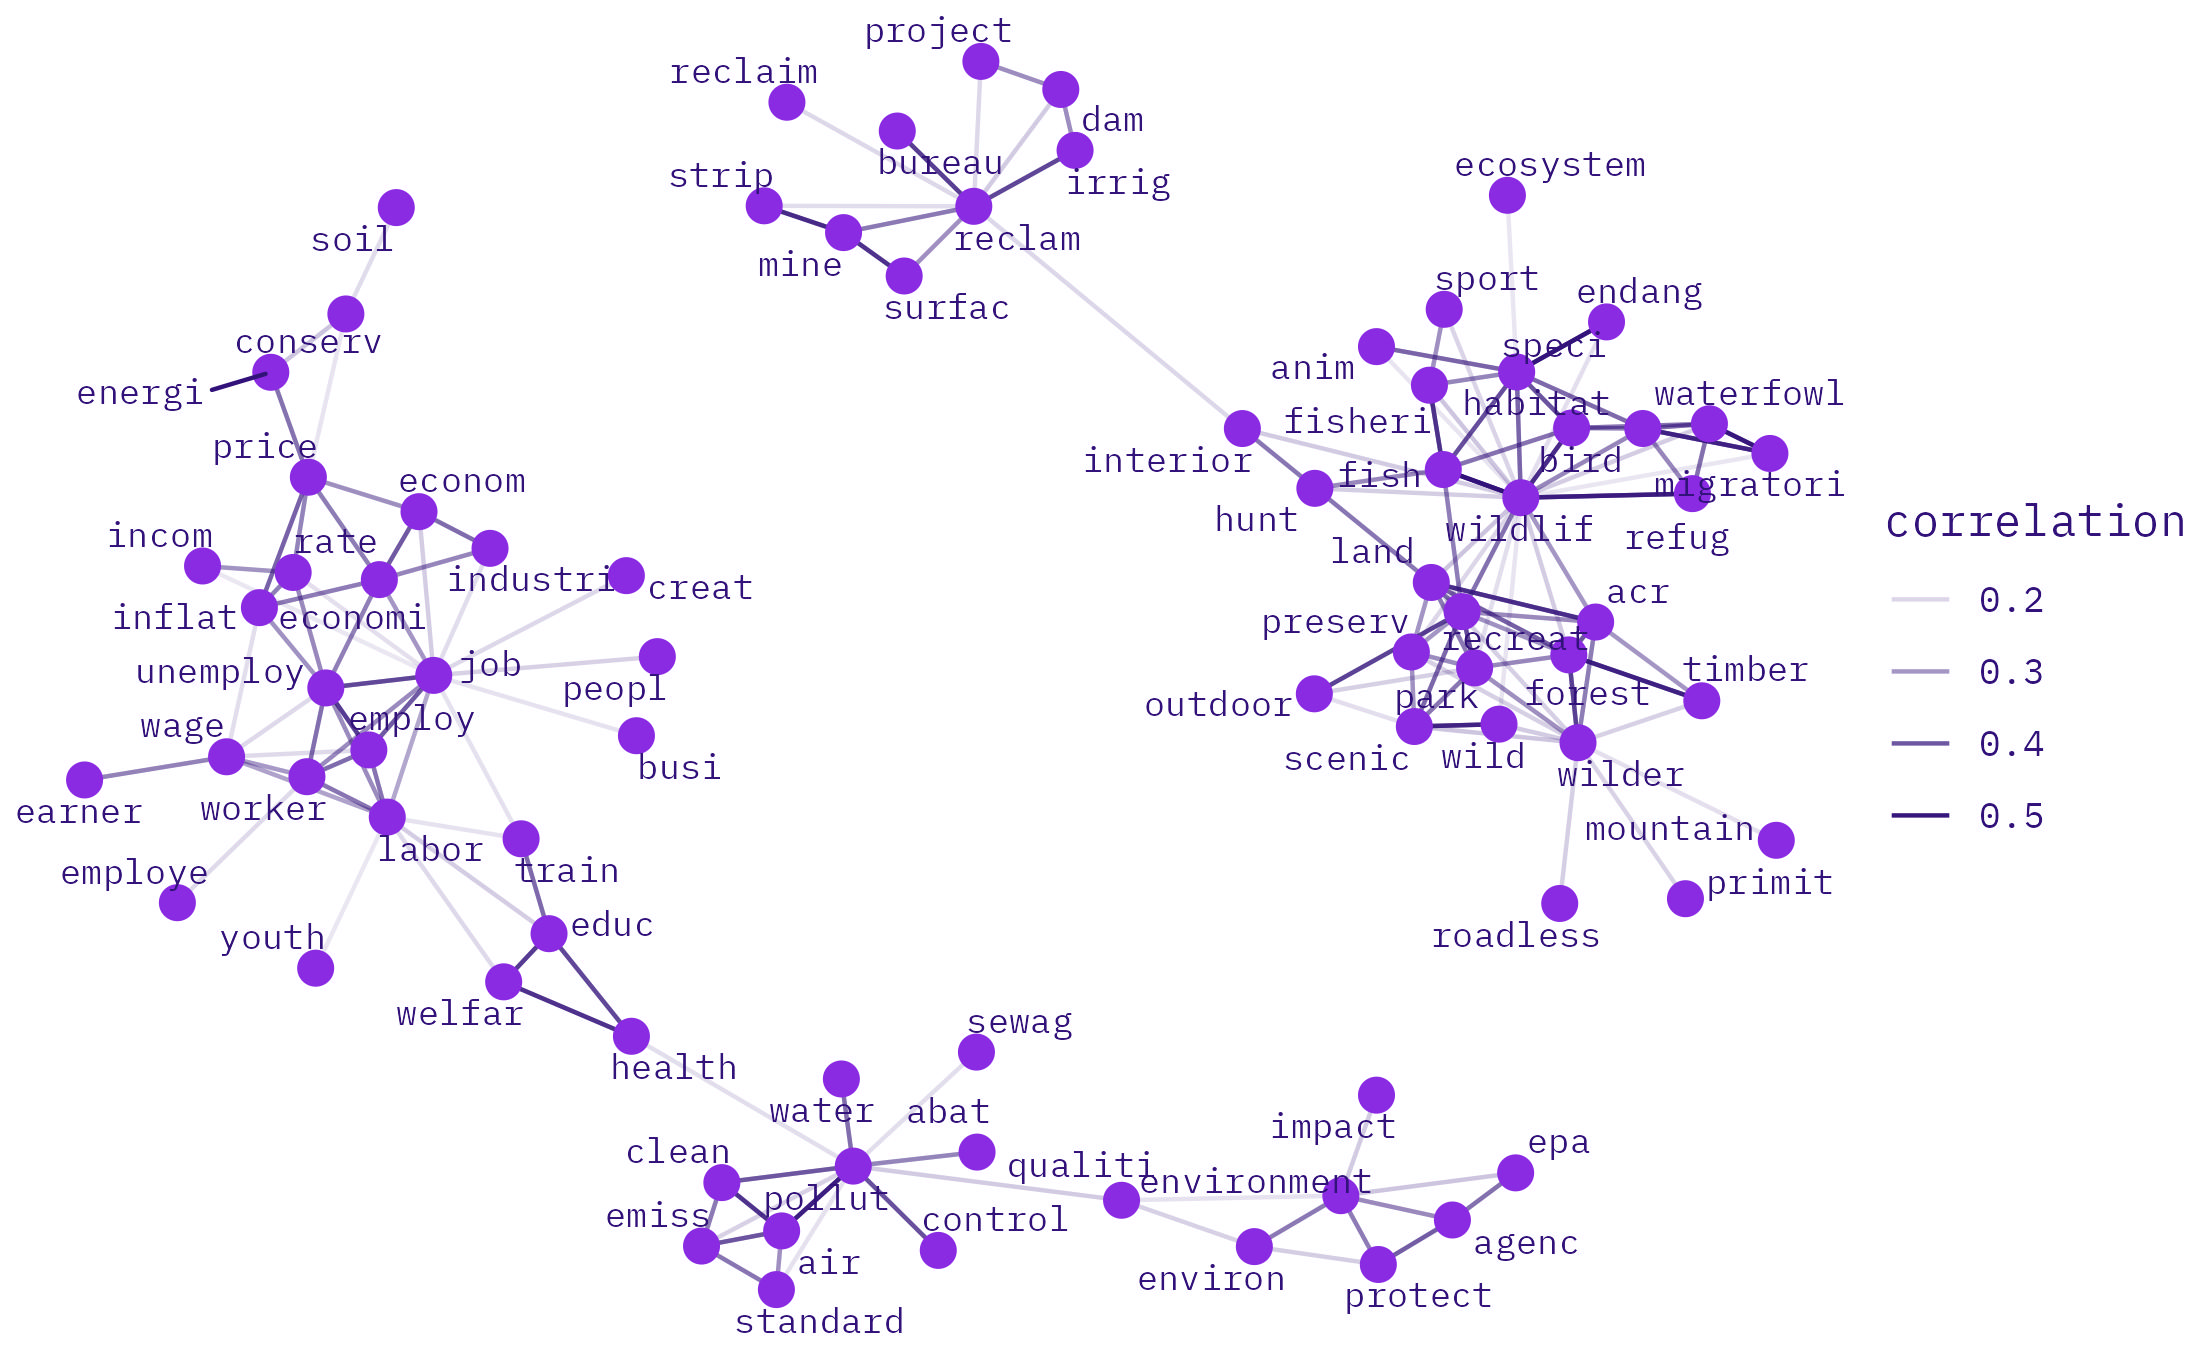 project
reclaim
dam
bureau
strip
irrig
reclam
mine
surfac
ecosystem
soil
sport
endang
speci
conserv
anim
energi
habitat
waterfowl
fisheri
price
interior
fish
bird
migratori
econom
hunt
wildlif
refug
correlation
incom
rate
land
industri
creat
acr
0.2
inflat
economi
preserv
recreat
unemploy
job
peopl
timber
0.3
outdoor
park
forest
wage
employ
scenic
wild
0.4
busi
wilder
earner
worker
labor
mountain
0.5
employe
train
primit
youth
educ
roadless
welfar
sewag
health
water
abat
impact
clean
qualiti
environment
epa
emiss
pollut
control
agenc
air
environ
protect
standard